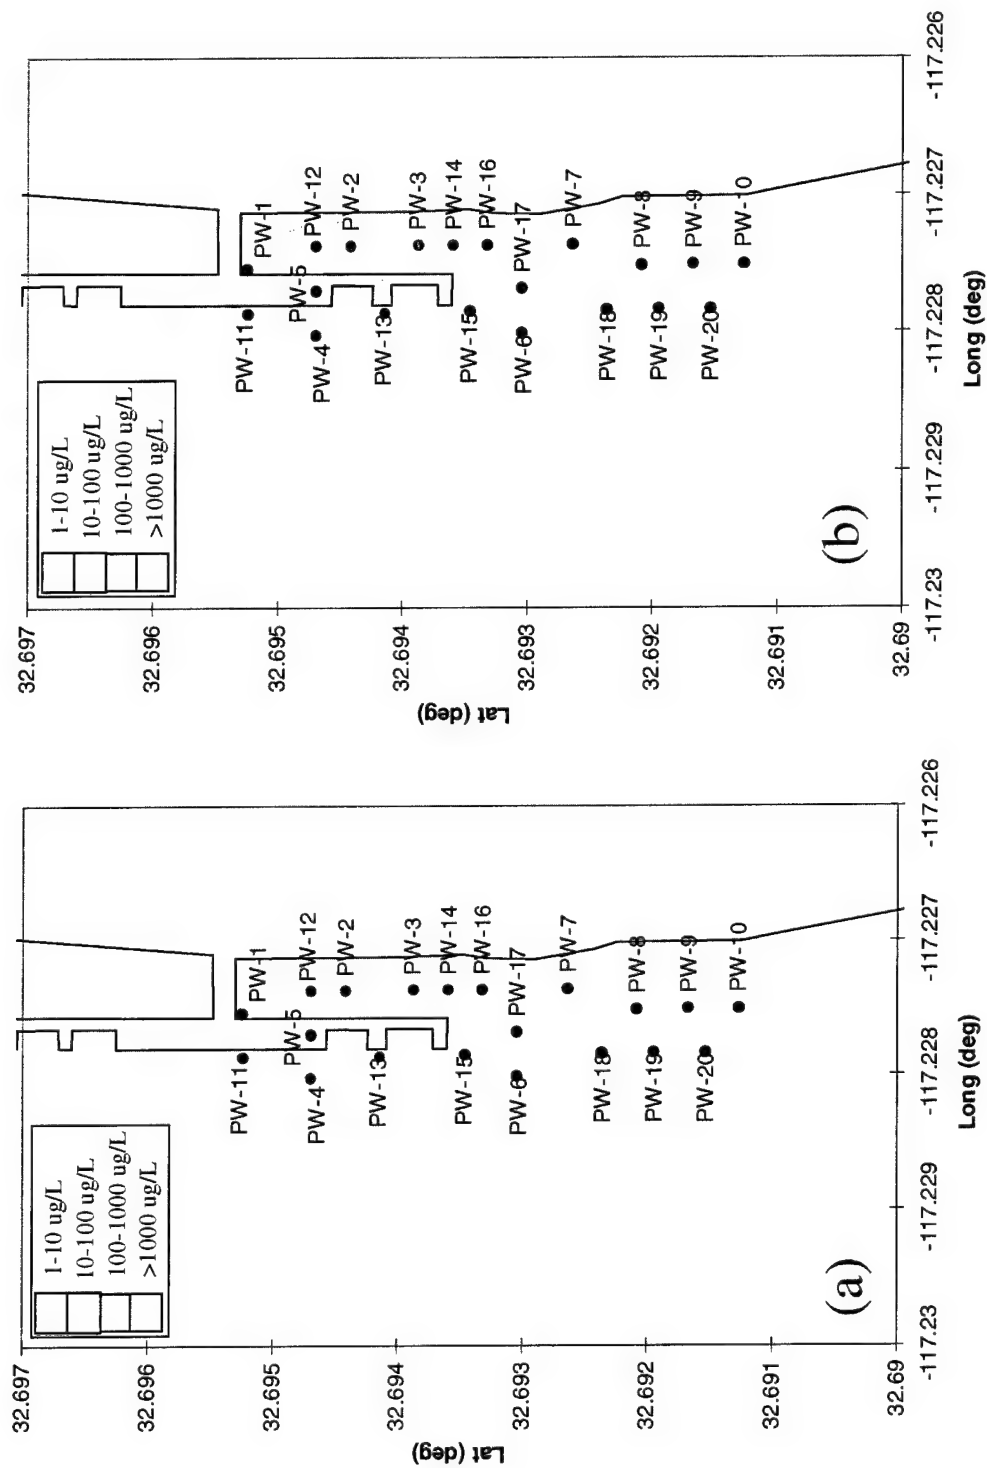 (a)
1-10 ug/L
10-100 ug/L
100-1000 ug/L
>1000 ug/L
32.697
32.696
32.695
32.694
32.693
32.692
32.691
32.69
Lat (deg)
-117.23
-117.229
-117.228
-117.227
-117.226
Long (deg)
PW-1
PW-11
PW-12
PW-5
PW-4
PW-2
PW-13
PW-3
PW-14
PW-15
PW-16
PW-17
PW-6
PW-7
PW-18
PW-8
PW-19
PW-9
PW-20
PW-10
(b)
1-10 ug/L
10-100 ug/L
100-1000 ug/L
>1000 ug/L
32.697
32.696
32.695
32.694
32.693
32.692
32.691
32.69
Lat (deg)
-117.23
-117.229
-117.228
-117.227
-117.226
Long (deg)
PW-1
PW-11
PW-12
PW-5
PW-4
PW-2
PW-13
PW-3
PW-14
PW-15
PW-16
PW-17
PW-6
PW-7
PW-18
PW-8
PW-19
PW-9
PW-20
PW-10